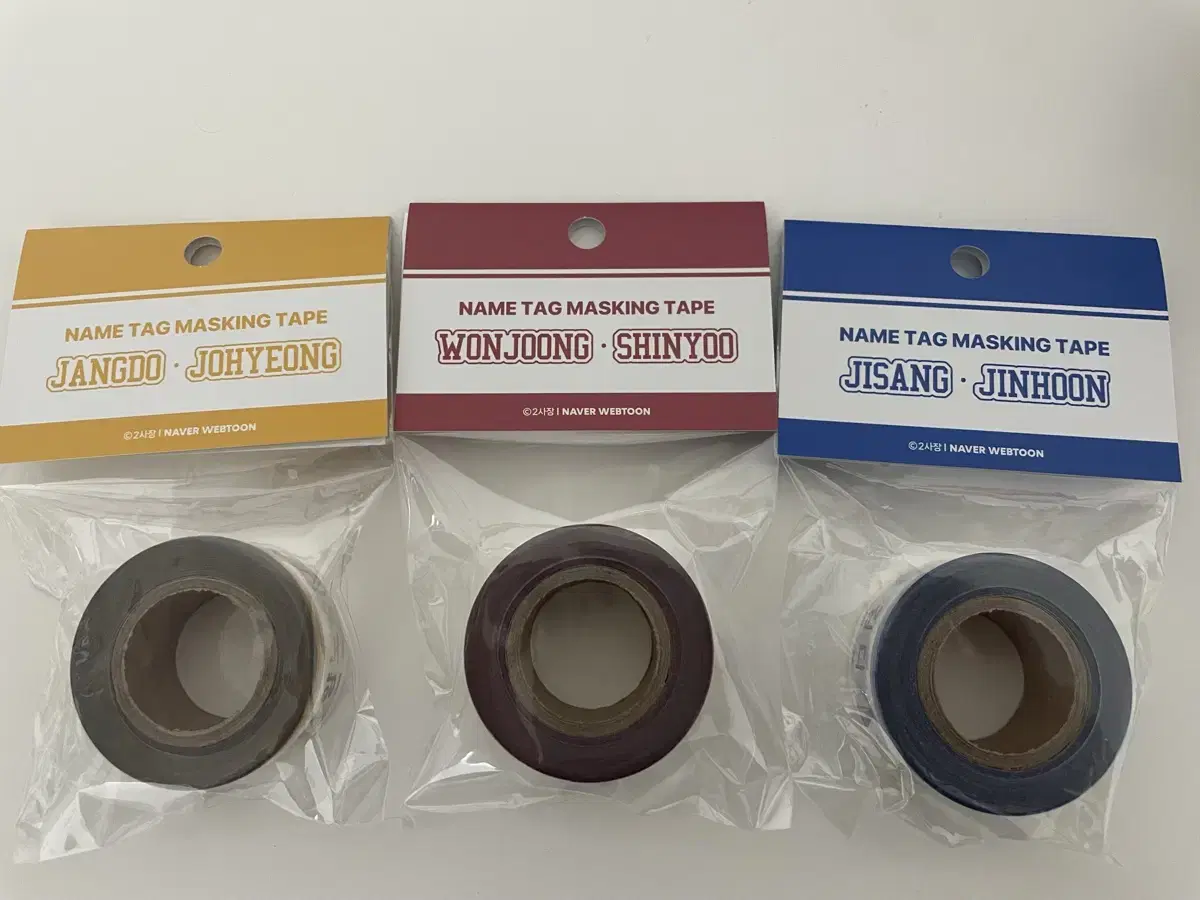 NAME TAG MASKING TAPE
JANGDO · JOHYEONG
©2사장 | NAVER WEBTOON
NAME TAG MASKING TAPE
WONJOONG · SHINYOO
©2사장 | NAVER WEBTOON
NAME TAG MASKING TAPE
JISANG · JINHOON
©2사장 | NAVER WEBTOON